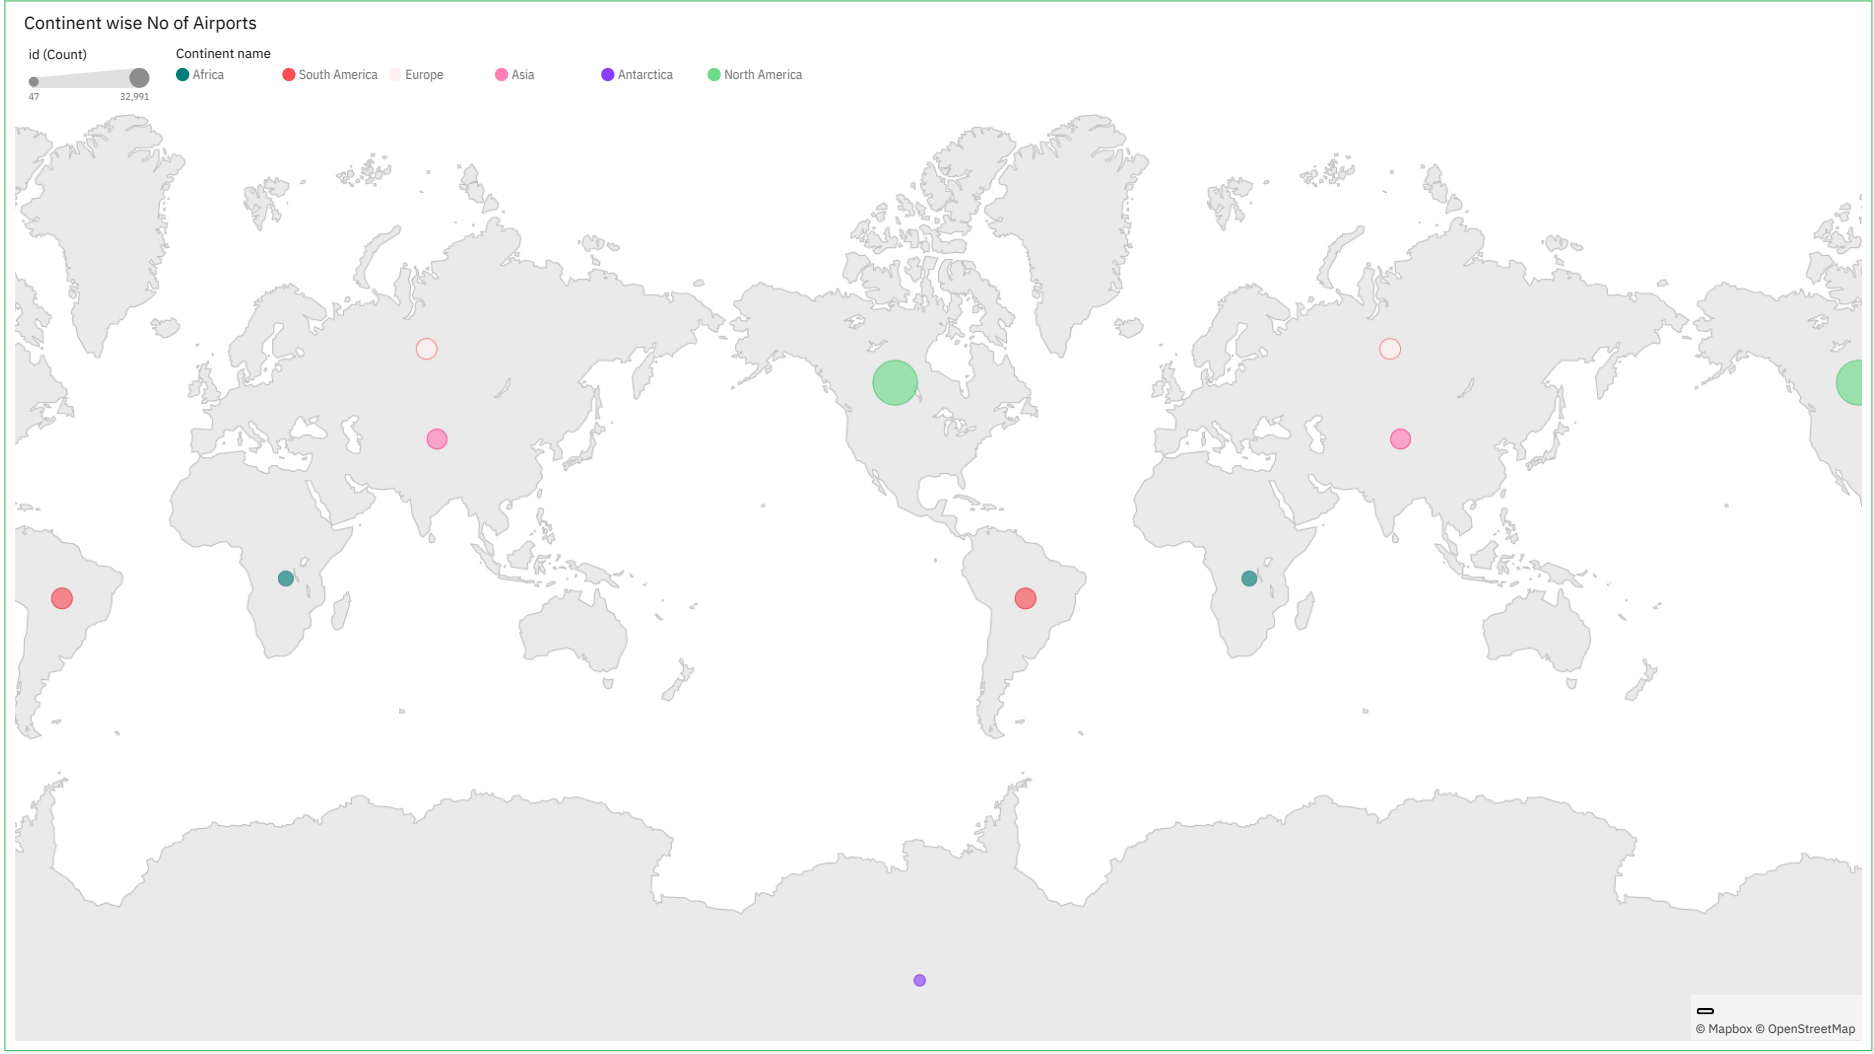 Continent wise No of Airports
id (Count)
47
32,991
Continent name
Africa
South America
Europe
Asia
Antarctica
North America
© Mapbox © OpenStreetMap